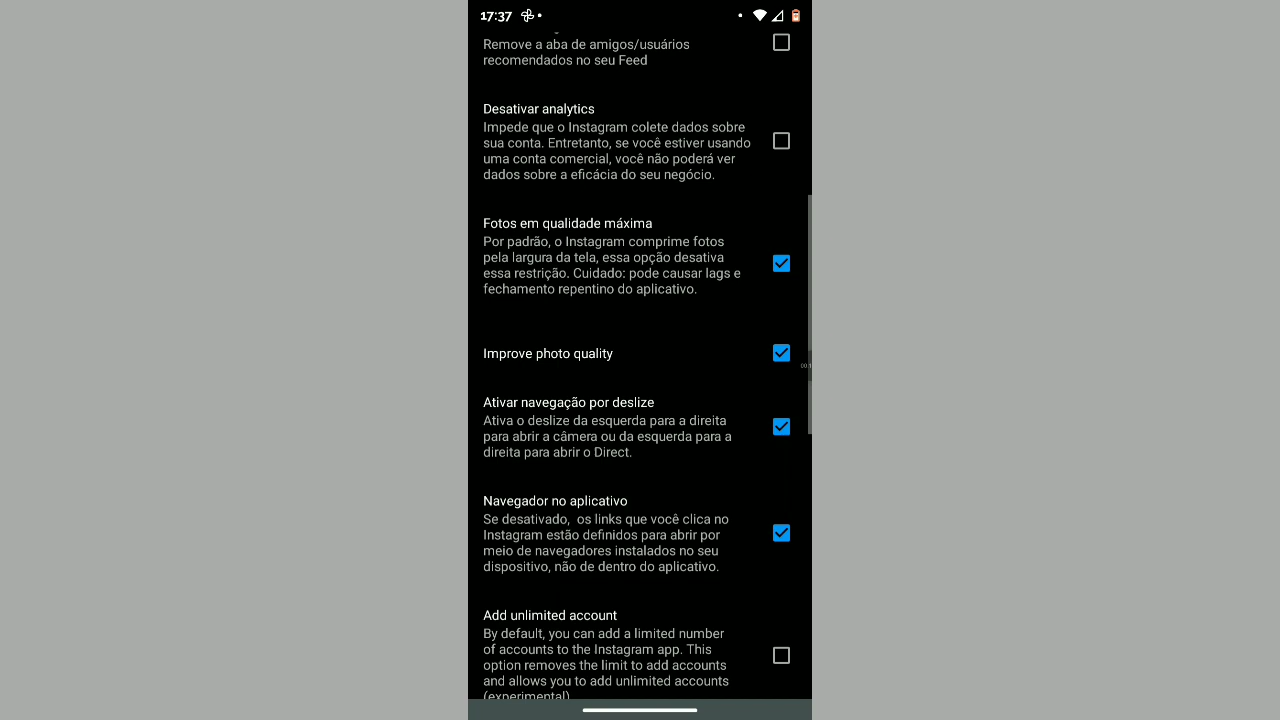 17:37
Remove a aba de amigos/usuários
recomendados no seu Feed
Desativar analytics
Impede que o Instagram colete dados sobre
sua conta. Entretanto, se você estiver usando
uma conta comercial, você não poderá ver
dados sobre a eficácia do seu negócio.
Fotos em qualidade máxima
Por padrão, o Instagram comprime fotos
pela largura da tela, essa opção desativa
essa restrição. Cuidado: pode causar lags e
fechamento repentino do aplicativo.
Improve photo quality
Ativar navegação por deslize
Ativa o deslize da esquerda para a direita
para abrir a câmera ou da esquerda para a
direita para abrir o Direct.
Navegador no aplicativo
Se desativado,  os links que você clica no
Instagram estão definidos para abrir por
meio de navegadores instalados no seu
dispositivo, não de dentro do aplicativo.
Add unlimited account
By default, you can add a limited number
of accounts to the Instagram app. This
option removes the limit to add accounts
and allows you to add unlimited accounts
(experimental)